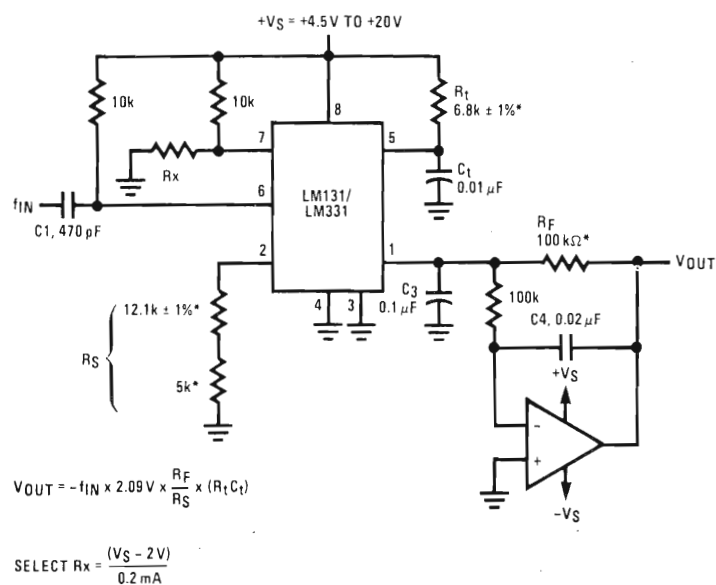 +VS = +4.5V TO +20V
10k
10k
Rt
6.8k ± 1%*
8
7
5
Rx
Ct
0.01 µF
LM131/
LM331
fIN
C1, 470 pF
6
2
1
RF
100 kΩ*
VOUT
12.1k ± 1%*
4
3
C3
0.1 µF
100k
C4, 0.02 µF
RS
5k*
+VS
-
+
-VS
VOUT = -fIN x 2.09 V x RF/RS x (RtCt)
SELECT Rx = (VS - 2 V)/0.2 mA